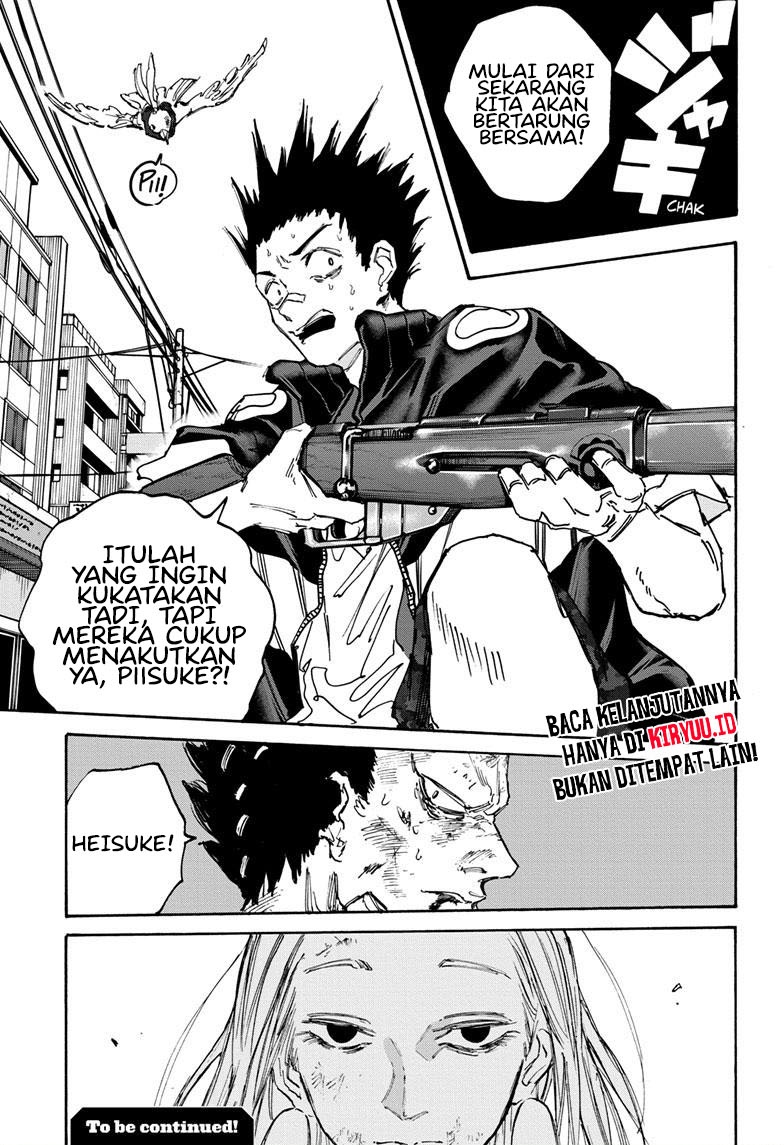 MULAI DARI
SEKARANG
KITA AKAN
BERTARUNG
BERSAMA!
ジャキ
CHAK
PIII!
ITULAH
YANG INGIN
KUKATAKAN
TADI, TAPI
MEREKA CUKUP
MENAKUTKAN
YA, PIISUKE?!
BACA KELANJUTANNYA
HANYA DI KIRYUU.ID
BUKAN DITEMPAT LAIN!
HEISUKE!
To be continued!